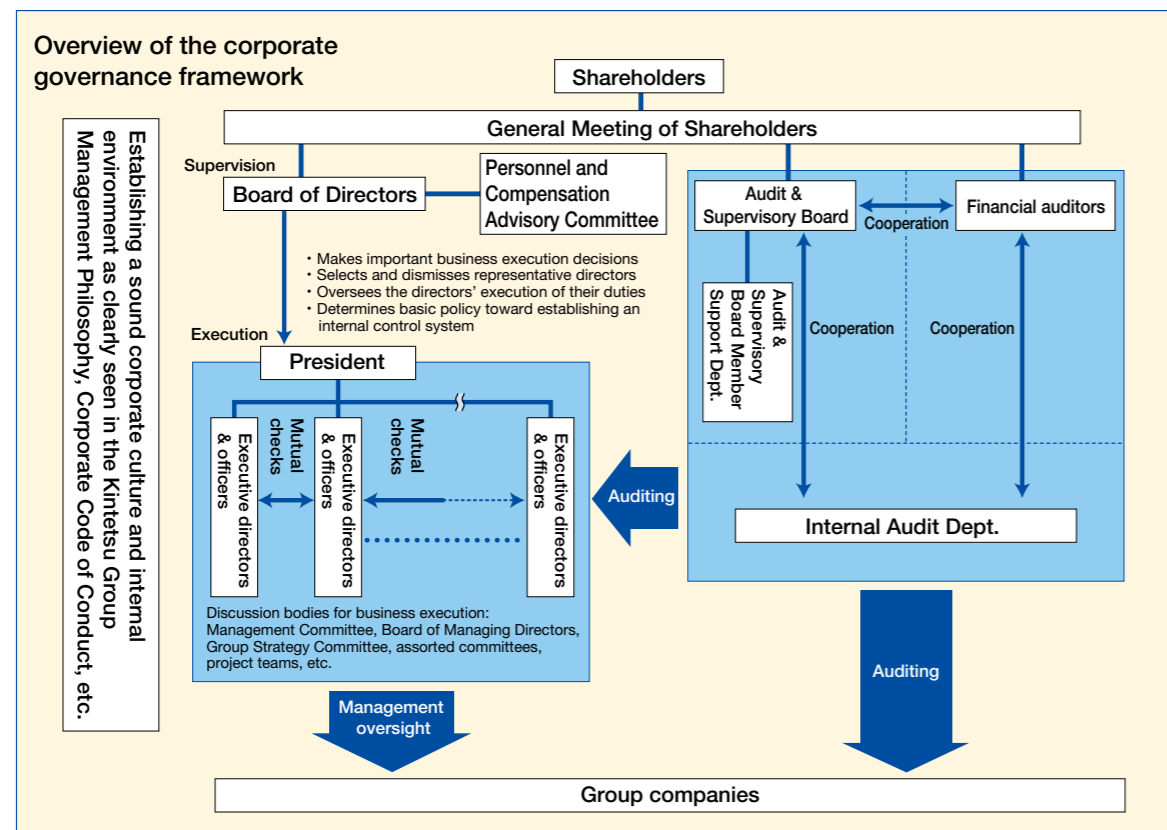 Overview of the corporate
governance framework
Establishing a sound corporate culture and internal
environment as clearly seen in the Kintetsu Group
Management Philosophy, Corporate Code of Conduct, etc.
Shareholders
General Meeting of Shareholders
Supervision
Board of Directors
Personnel and
Compensation
Advisory Committee
• Makes important business execution decisions
• Selects and dismisses representative directors
• Oversees the directors’ execution of their duties
• Determines basic policy toward establishing an
internal control system
Execution
President
Executive directors
& officers
Mutual
checks
Executive directors
& officers
Mutual
checks
Executive directors
& officers
Discussion bodies for business execution:
Management Committee, Board of Managing Directors,
Group Strategy Committee, assorted committees,
project teams, etc.
Audit &
Supervisory Board
Cooperation
Financial auditors
Audit &
Supervisory
Board Member
Support Dept.
Cooperation
Cooperation
Internal Audit Dept.
Auditing
Management
oversight
Auditing
Group companies